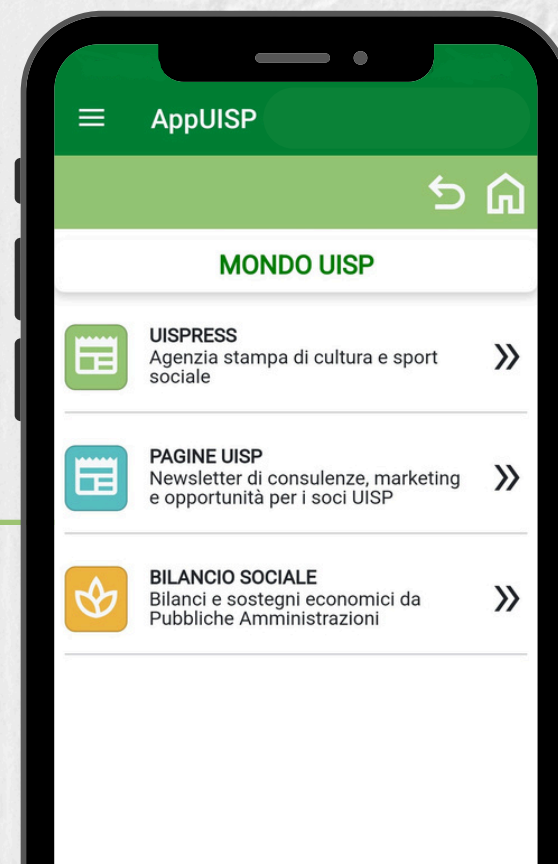 AppUISP
MONDO UISP
UISPRESS
Agenzia stampa di cultura e sport
sociale
PAGINE UISP
Newsletter di consulenze, marketing
e opportunità per i soci UISP
BILANCIO SOCIALE
Bilanci e sostegni economici da
Pubbliche Amministrazioni